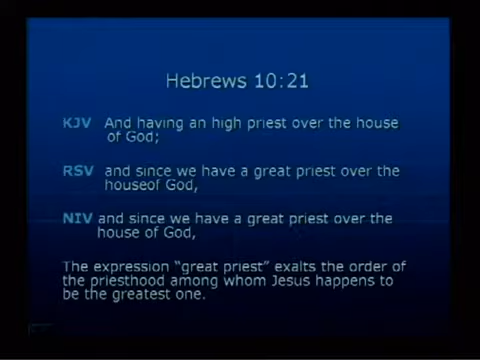 Hebrews 10:21
KJV And having an high priest over the house
of God;
RSV and since we have a great priest over the
houseof God,
NIV and since we have a great priest over the
house of God,
The expression “great priest” exalts the order of
the priesthood among whom Jesus happens to
be the greatest one.